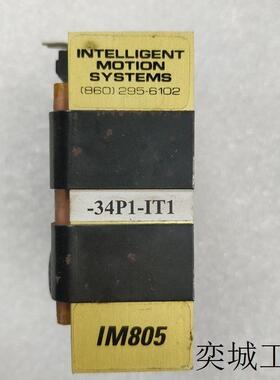 INTELLIGENT
MOTION
SYSTEMS
(860) 295-6102
-34P1-IT1
IM805
奕城工